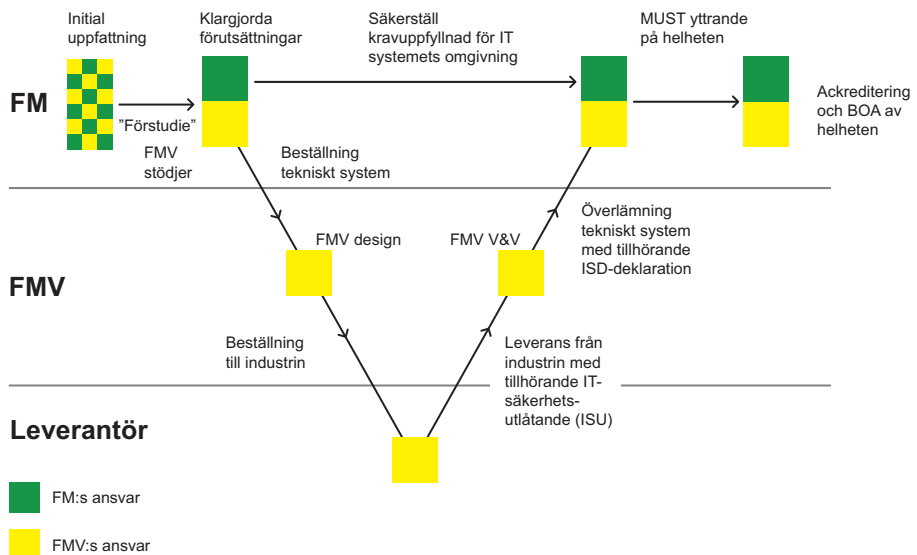 Initial
uppfattning
Klargjorda
förutsättningar
Säkerställ
kravuppfyllnad för IT
systemets omgivning
MUST yttrande
på helheten
FM
"Förstudie"
FMV
stödjer
Ackreditering
och BOA av
helheten
Beställning
tekniskt system
Överlämning
tekniskt system
med tillhörande
ISD-deklaration
FMV design
FMV V&V
FMV
Beställning
till industrin
Leverans från
industrin med
tillhörande IT-
säkerhets-
utlåtande (ISU)
Leverantör
FM:s ansvar
FMV:s ansvar